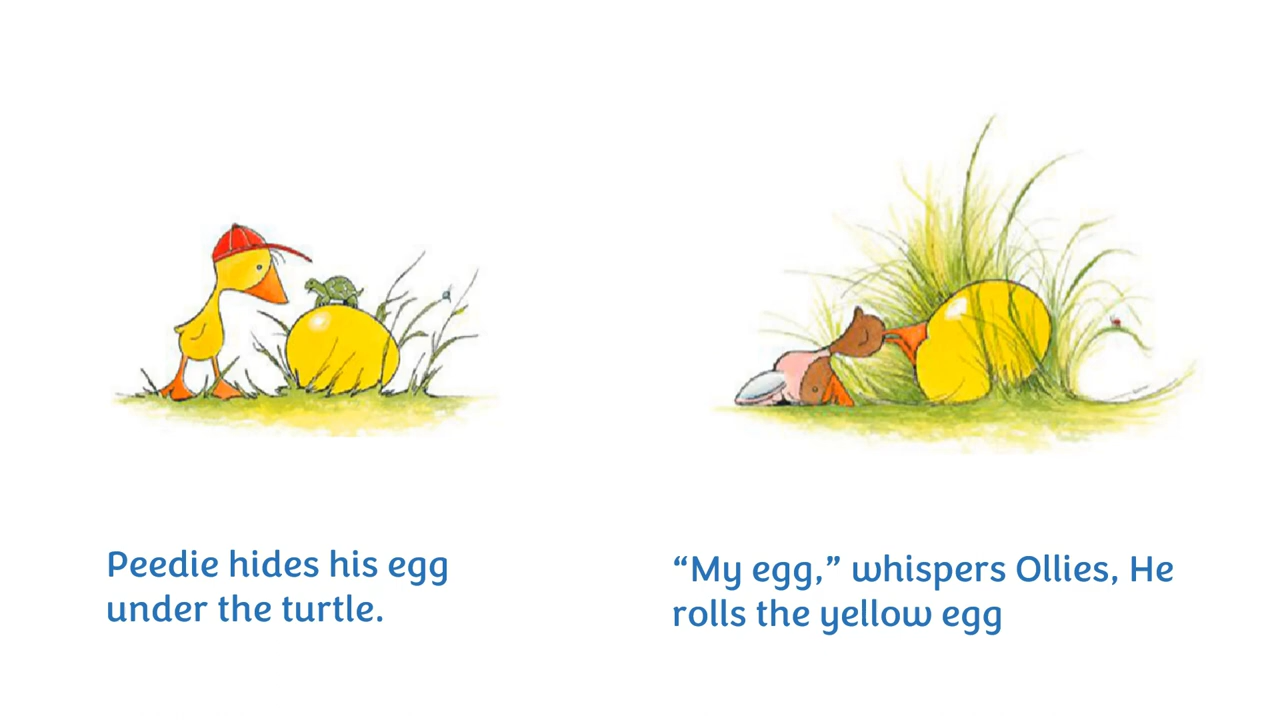 Peedie hides his egg
under the turtle.
“My egg,” whispers Ollies, He
rolls the yellow egg